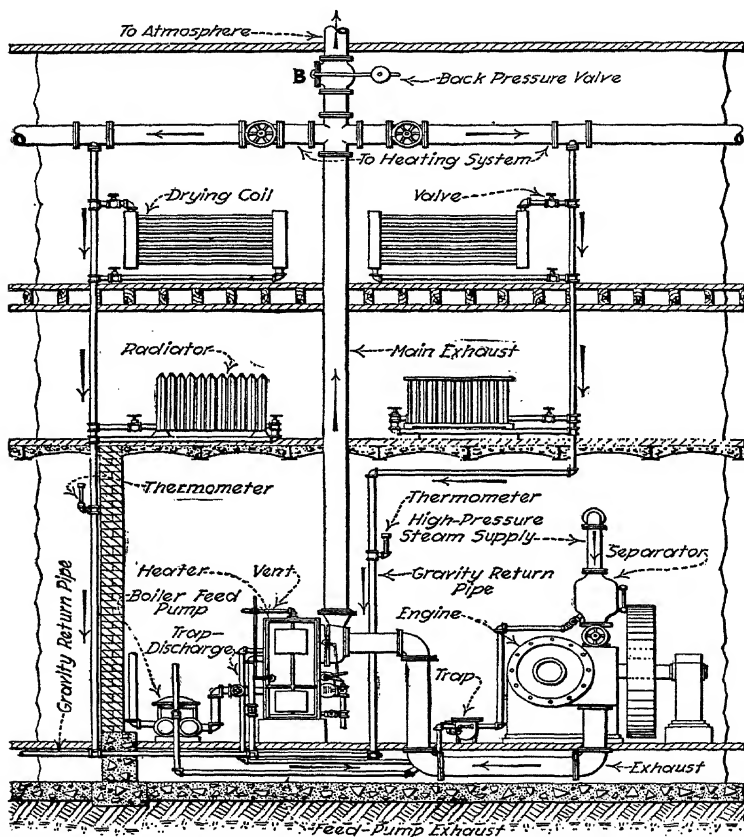 To Atmosphere
B
Back Pressure Valve
To Heating System
Drying Coil
Valve
Radiator
Main Exhaust
Thermometer
Thermometer
High-Pressure
Steam Supply
Separator
Heater
Vent
Boiler Feed
Pump
Gravity Return
Pipe
Engine
Trap-
Discharge
Trap
Gravity Return Pipe
Exhaust
Feed-Pump Exhaust